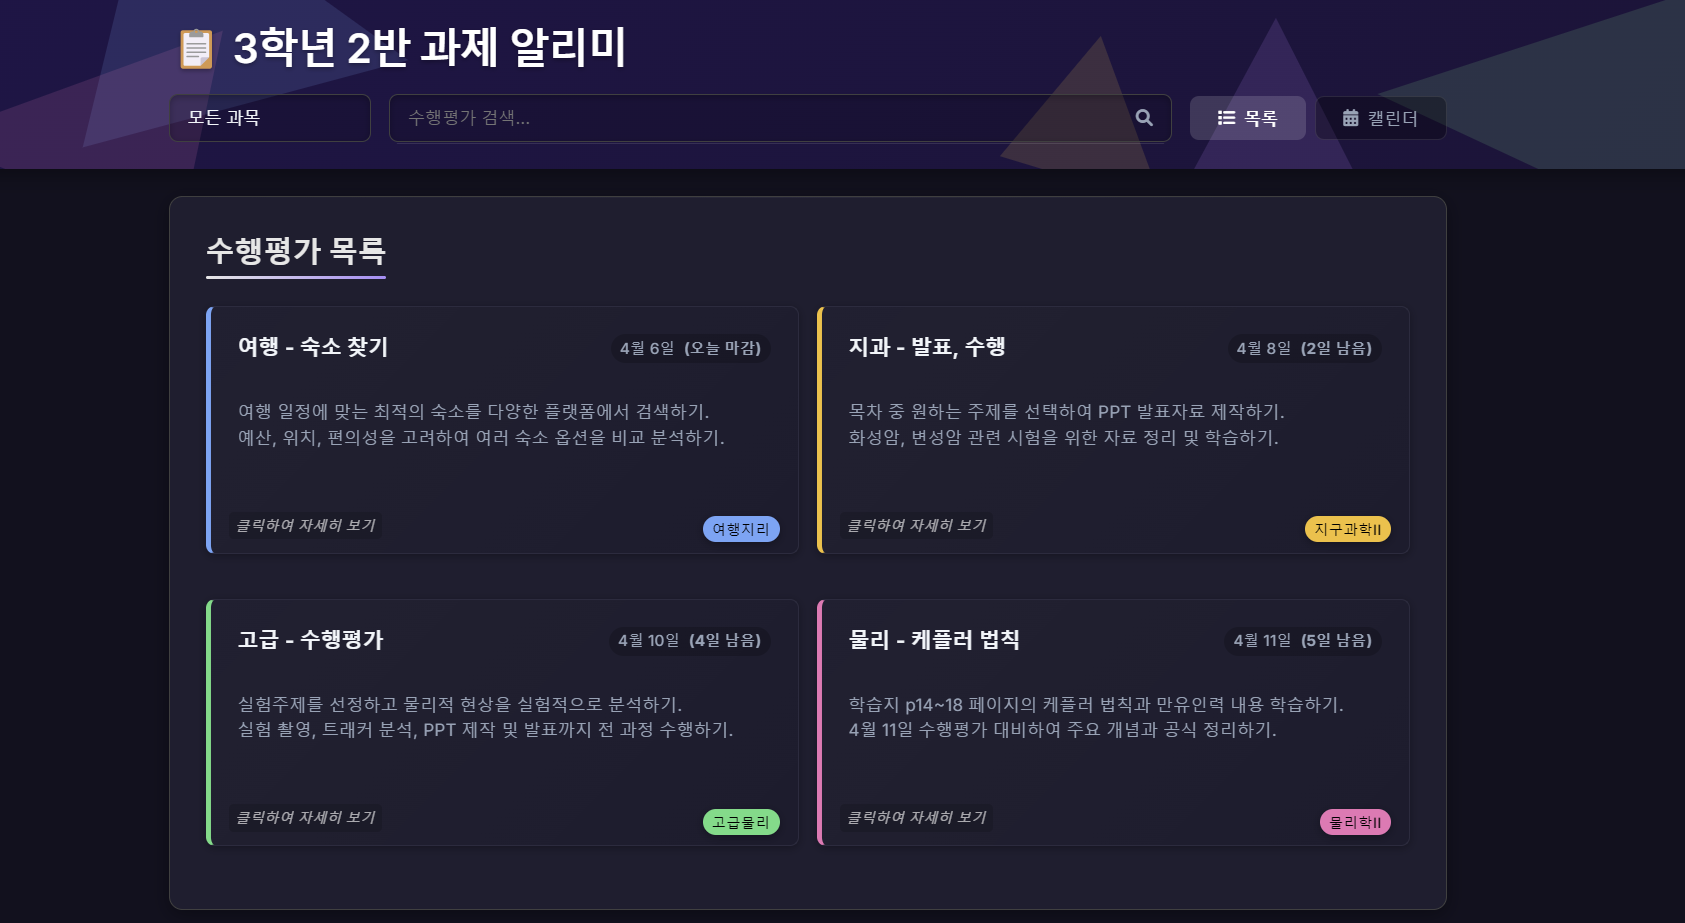 3학년 2반 과제 알리미
모든 과목
수행평가 검색...
목록
캘린더
수행평가 목록
여행 - 숙소 찾기
4월 6일 (오늘 마감)
여행 일정에 맞는 최적의 숙소를 다양한 플랫폼에서 검색하기.
예산, 위치, 편의성을 고려하여 여러 숙소 옵션을 비교 분석하기.
클릭하여 자세히 보기
여행지리
지과 - 발표, 수행
4월 8일 (2일 남음)
목차 중 원하는 주제를 선택하여 PPT 발표자료 제작하기.
화성암, 변성암 관련 시험을 위한 자료 정리 및 학습하기.
클릭하여 자세히 보기
지구과학II
고급 - 수행평가
4월 10일 (4일 남음)
실험주제를 선정하고 물리적 현상을 실험적으로 분석하기.
실험 촬영, 트래커 분석, PPT 제작 및 발표까지 전 과정 수행하기.
클릭하여 자세히 보기
고급물리
물리 - 케플러 법칙
4월 11일 (5일 남음)
학습지 p14~18 페이지의 케플러 법칙과 만유인력 내용 학습하기.
4월 11일 수행평가 대비하여 주요 개념과 공식 정리하기.
클릭하여 자세히 보기
물리학II